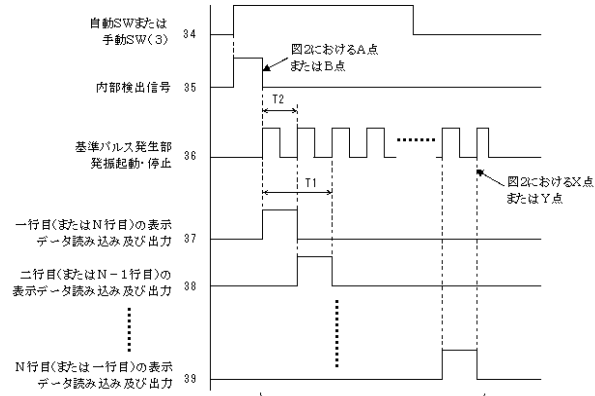 自動SWまたは
手動SW(3)
34
図2におけるA点
またはB点
内部検出信号
35
T2
基準パルス発生部
発振起動・停止
36
T1
図2におけるX点
またはY点
一行目(またはN行目)の表示
データ読み込み及び出力
37
二行目(またはN-1行目)の
表示データ読み込み及び出力
38
N行目(または一行目)の表示
データ読み込み及び出力
39